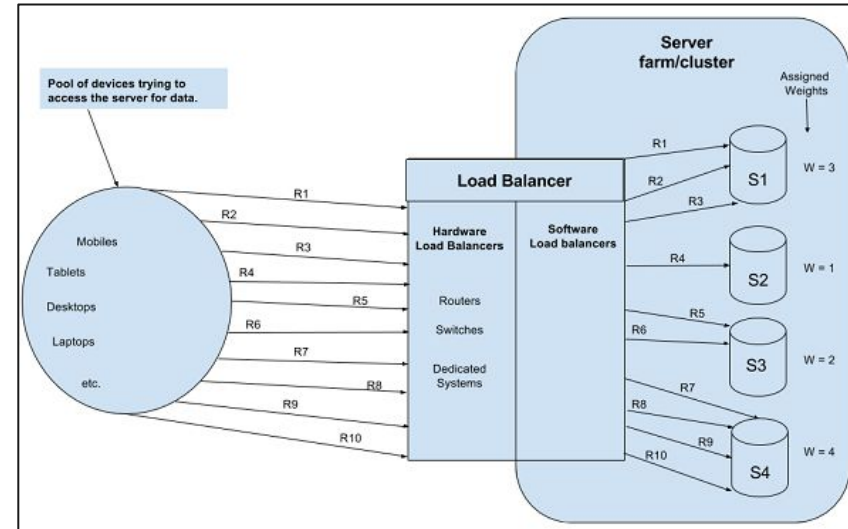 Server
farm/cluster
Pool of devices trying to
access the server for data.
Assigned
Weights
R1
R2
R3
R4
R5
R6
R7
R8
R9
R10
Mobiles
Tablets
Desktops
Laptops
etc.
Load Balancer
Hardware
Load Balancers
Routers
Switches
Dedicated
Systems
Software
Load balancers
R1
R2
R3
R4
R5
R6
R7
R8
R9
R10
S1
W = 3
S2
W = 1
S3
W = 2
S4
W = 4